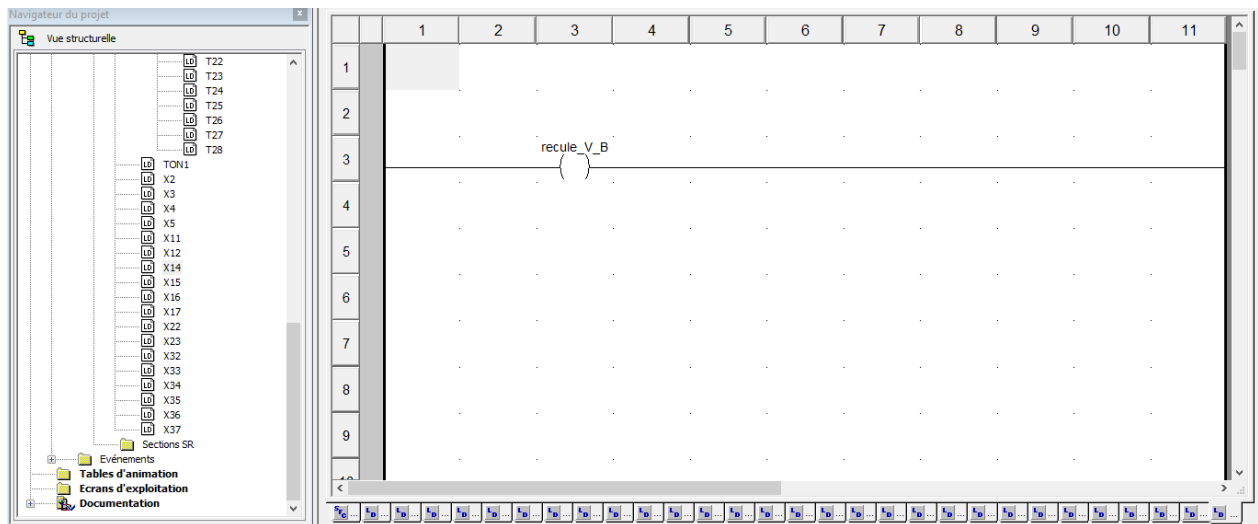 Navigateur du projet
Vue structurelle
T22
T23
T24
T25
T26
T27
T28
TON1
X2
X3
X4
X5
X11
X12
X14
X15
X16
X17
X22
X23
X32
X33
X34
X35
X36
X37
Sections SR
Evénements
Tables d'animation
Ecrans d'exploitation
Documentation
1 2 3 4 5 6 7 8 9 10 11
1
2
recule_V_B
3
4
5
6
7
8
9